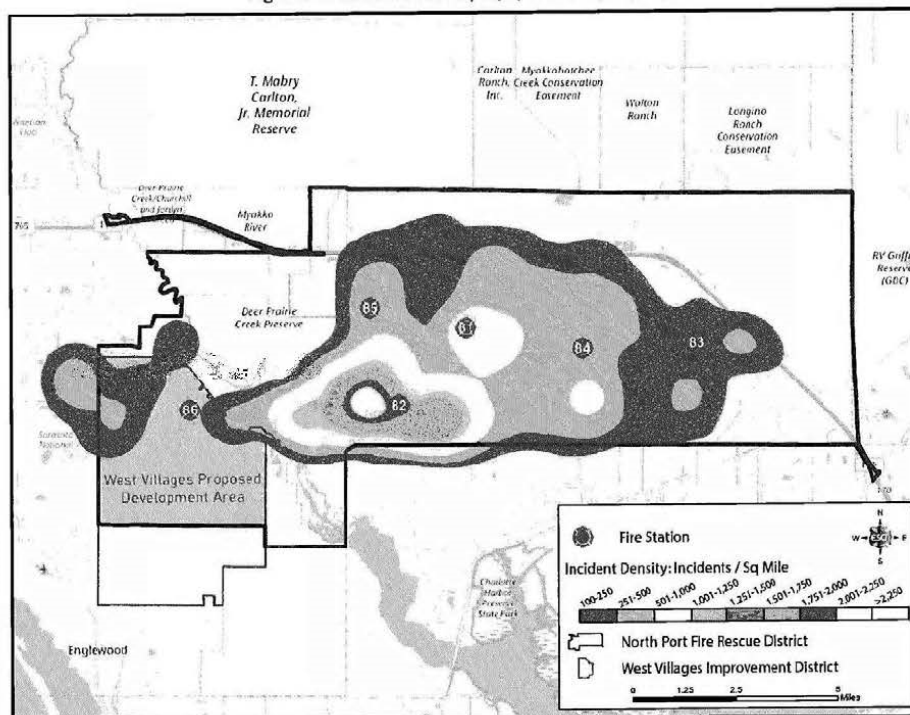 T. Mabry
Carlton,
Jr. Memorial
Reserve
Carlton
Ranch,
Inc.
Myakkahatchee
Creek Conservation
Easement
Walton
Ranch
Longino
Ranch
Conservation
Easement
Deer Prairie
Creek/Churchill
and Jordyn
Myakka
River
RV Griffin
Reserve
(GDC)
Deer Prairie
Creek Preserve
85
81
84
83
82
86
Sarasota
National
West Villages Proposed
Development Area
Charlotte
Harbor
Preserve
State Park
Englewood
N
W
E
S
Fire Station
Incident Density: Incidents / Sq Mile
100-250
251-500
501-1,000
1,001-1,250
1,251-1,500
1,501-1,750
1,751-2,000
2,001-2,250
>2,250
North Port Fire Rescue District
West Villages Improvement District
0 1.25 2.5 5
Miles